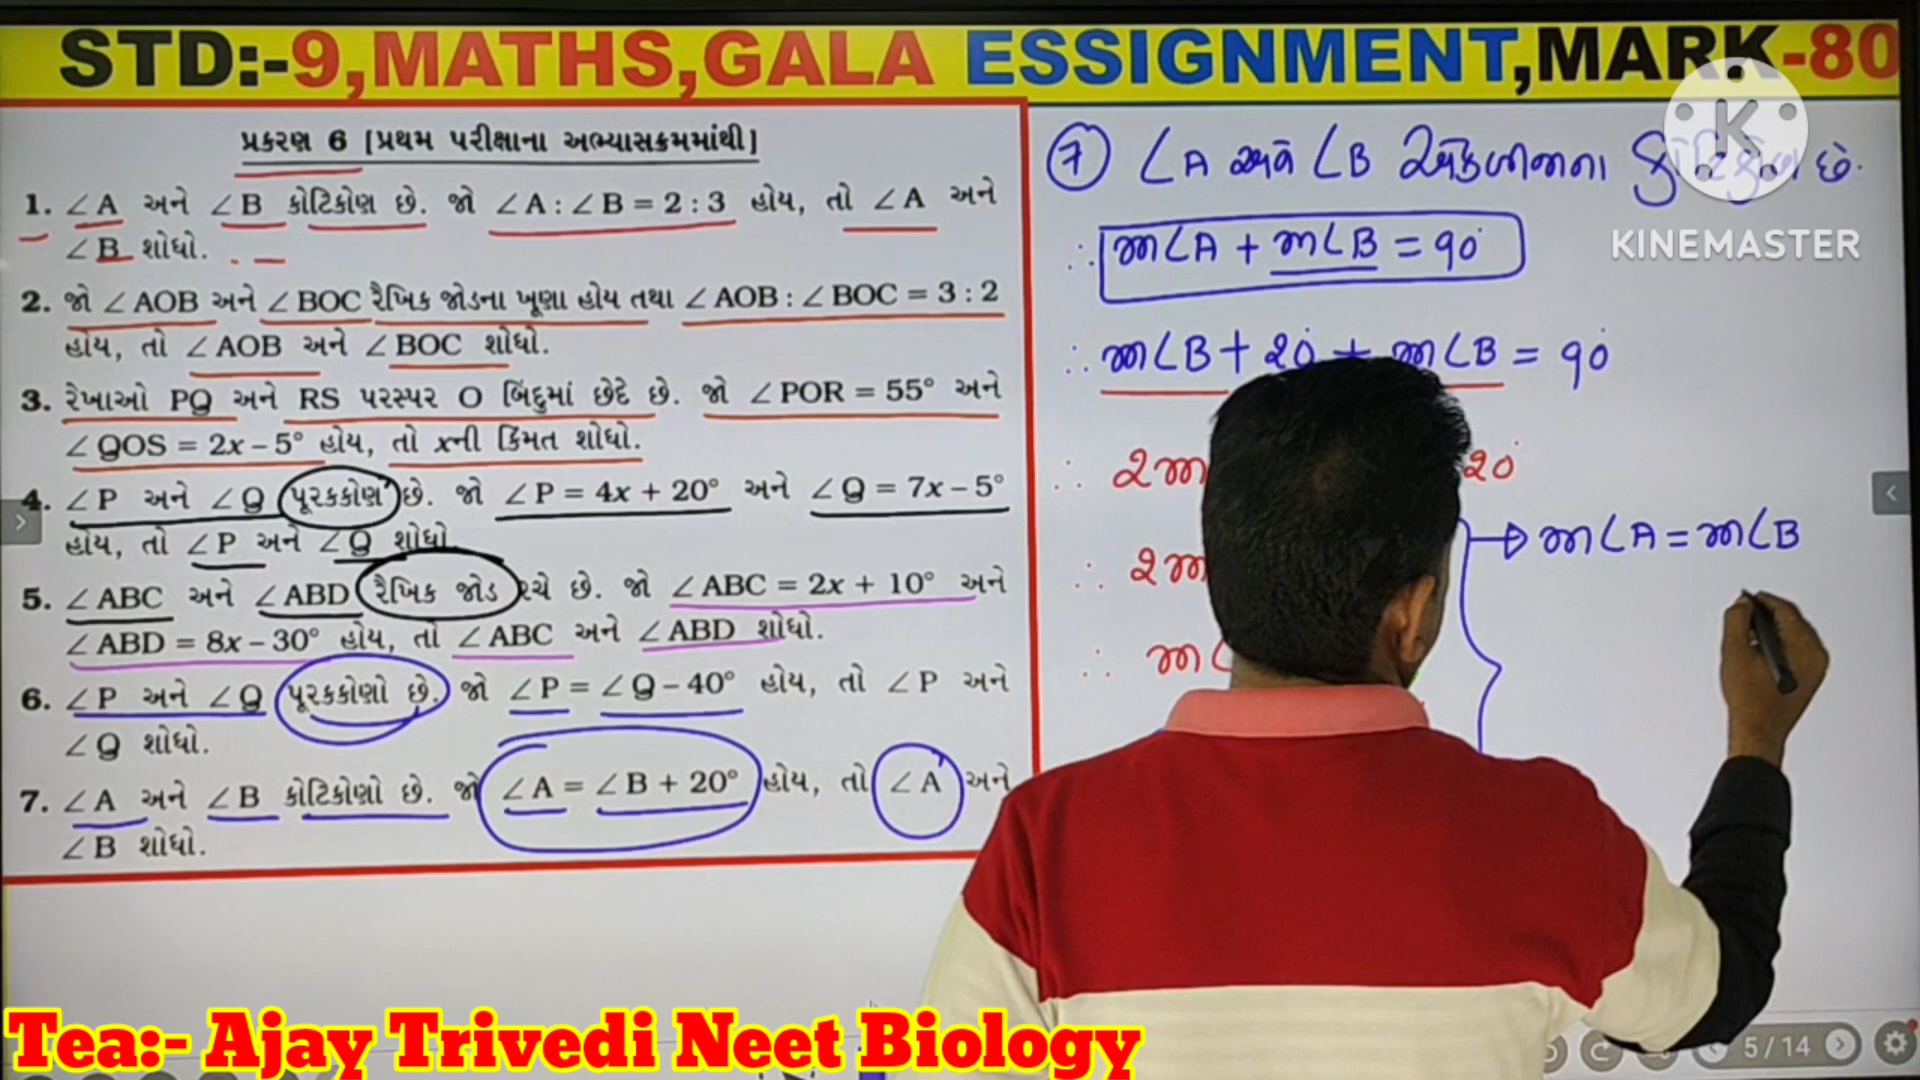 STD:-9,MATHS,GALA ESSIGNMENT,MARK-80
પ્રકરણ 6 [પ્રથમ પરીક્ષાના અભ્યાસક્રમમાંથી]
1. ∠A અને ∠B કોટિકોણ છે. જો ∠A : ∠B = 2 : 3 હોય, તો ∠A અને
∠B શોધો.
2. જો ∠AOB અને ∠BOC રૈખિક જોડના ખૂણા હોય તથા ∠AOB : ∠BOC = 3 : 2
હોય, તો ∠AOB અને ∠BOC શોધો.
3. રેખાઓ PQ અને RS પરસ્પર O બિંદુમાં છેદે છે. જો ∠POR = 55° અને
∠QOS = 2x – 5° હોય, તો xની કિંમત શોધો.
4. ∠P અને ∠Q પૂરકકોણ છે. જો ∠P = 4x + 20° અને ∠Q = 7x – 5°
હોય, તો ∠P અને ∠Q શોધો.
5. ∠ABC અને ∠ABD રૈખિક જોડ રચે છે. જો ∠ABC = 2x + 10° અને
∠ABD = 8x – 30° હોય, તો ∠ABC અને ∠ABD શોધો.
6. ∠P અને ∠Q પૂરકકોણો છે. જો ∠P = ∠Q – 40° હોય, તો ∠P અને
∠Q શોધો.
7. ∠A અને ∠B કોટિકોણો છે. જો ∠A = ∠B + 20° હોય, તો ∠A અને
∠B શોધો.
7 ∠A અને ∠B એકબીજાના છે.
∴ m∠A + m∠B = 90°
∴ m∠B + 20° + m∠B = 90°
∴ 2m 20°
∴ 2m
∴ m∠
m∠A = m∠B
K
KINEMASTER
5/14
Tea:- Ajay Trivedi Neet Biology